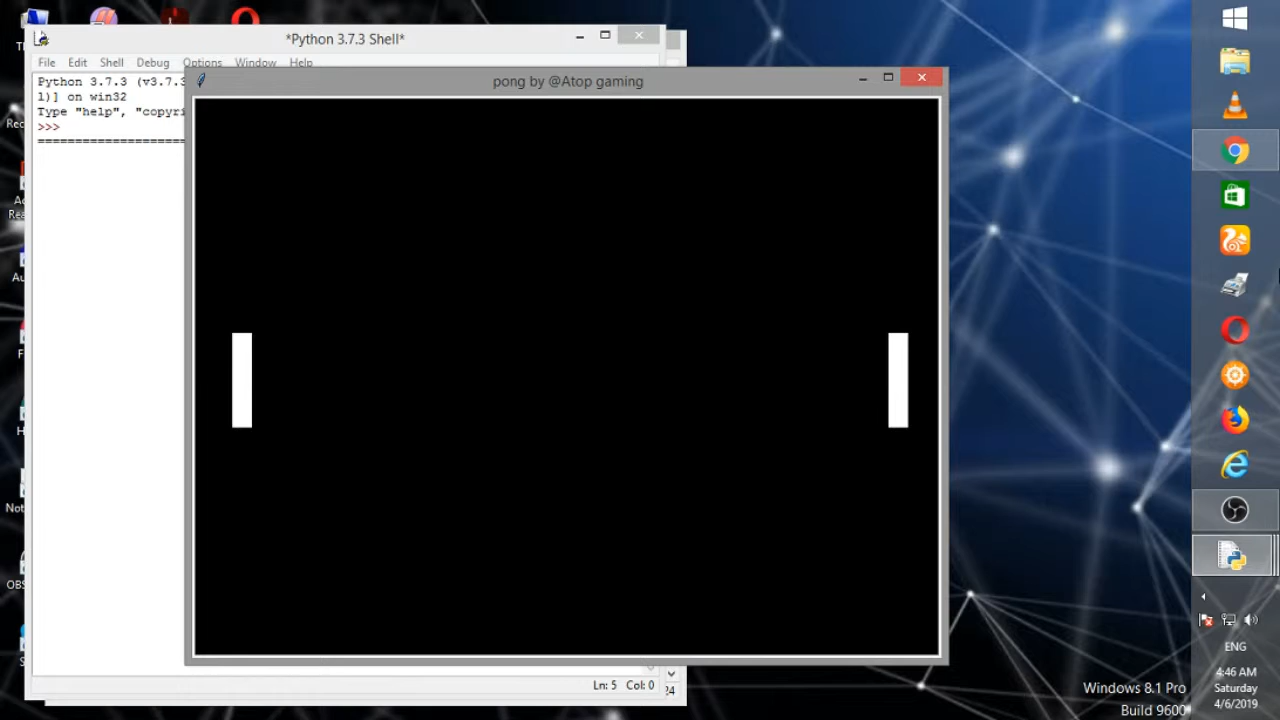 *Python 3.7.3 Shell*
File Edit Shell Debug Options Window Help
Python 3.7.3 (v3.7.3
l)] on win32
Type "help", "copyri
>>>
=====================
pong by @Atop gaming
Ln: 5 Col: 0
24
ENG
4:46 AM
Saturday
4/6/2019
Windows 8.1 Pro
Build 9600